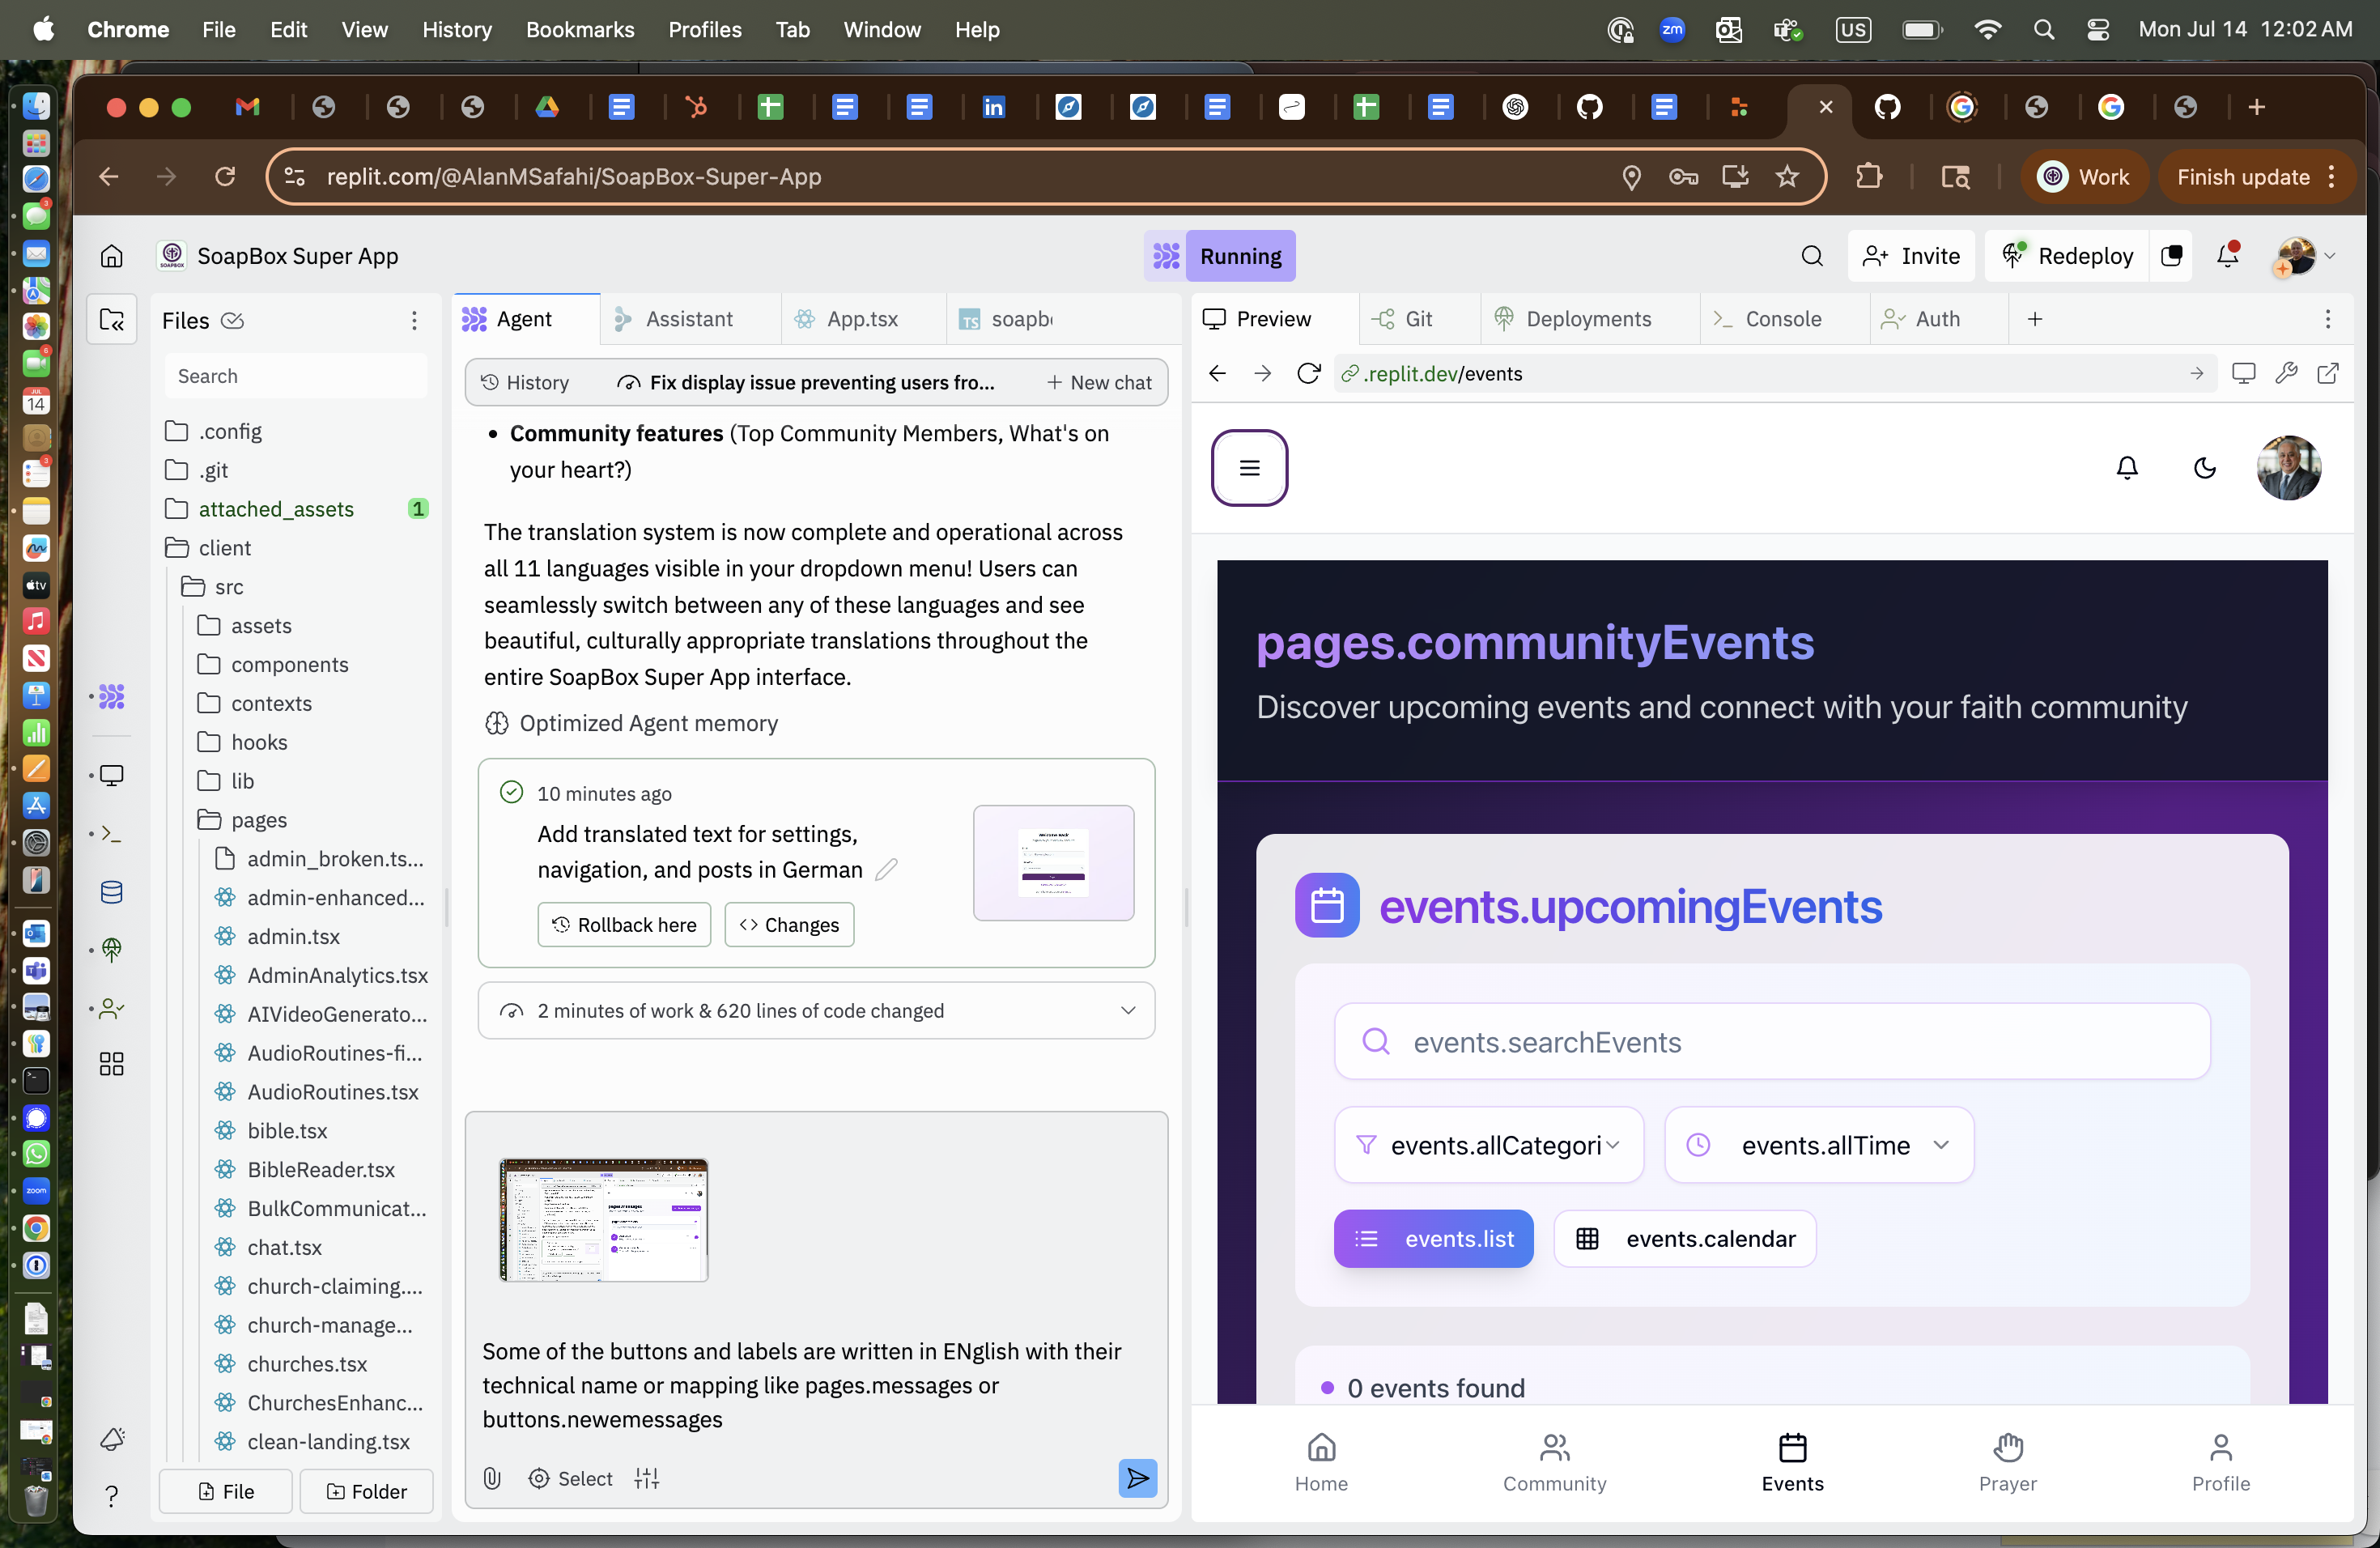 Chrome File Edit View History Bookmarks Profiles Tab Window Help
zm
US
Mon Jul 14 12:02 AM
replit.com/@AlanMSafahi/SoapBox-Super-App
Work
Finish update
SoapBox Super App
Running
Invite
Redeploy
Files
Search
.config
.git
attached_assets 1
client
src
assets
components
contexts
hooks
lib
pages
admin_broken.ts...
admin-enhanced...
admin.tsx
AdminAnalytics.tsx
AIVideoGenerato...
AudioRoutines-fi...
AudioRoutines.tsx
bible.tsx
BibleReader.tsx
BulkCommunicat...
chat.tsx
church-claiming....
church-manage...
churches.tsx
ChurchesEnhanc...
clean-landing.tsx
File
Folder
Agent
Assistant
App.tsx
TS soapb
History
Fix display issue preventing users fro...
New chat
• Community features (Top Community Members, What's on
your heart?)
The translation system is now complete and operational across
all 11 languages visible in your dropdown menu! Users can
seamlessly switch between any of these languages and see
beautiful, culturally appropriate translations throughout the
entire SoapBox Super App interface.
Optimized Agent memory
10 minutes ago
Add translated text for settings,
navigation, and posts in German
Rollback here
Changes
2 minutes of work & 620 lines of code changed
Some of the buttons and labels are written in ENglish with their
technical name or mapping like pages.messages or
buttons.newemessages
Select
Preview
Git
Deployments
Console
Auth
.replit.dev/events
pages.communityEvents
Discover upcoming events and connect with your faith community
events.upcomingEvents
events.searchEvents
events.allCategori
events.allTime
events.list
events.calendar
0 events found
Home
Community
Events
Prayer
Profile
JUL
14
tv
zoom